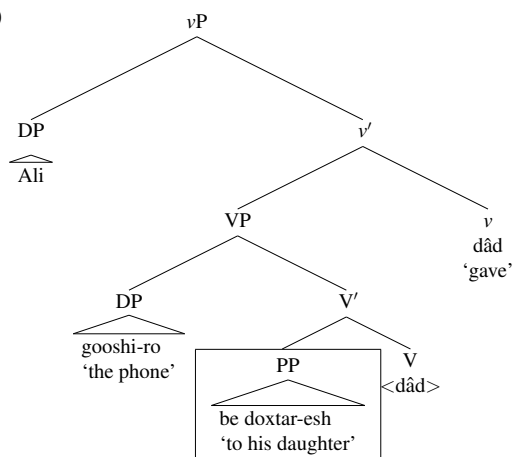 )
vP
DP
v′
Ali
VP
v
dâd
‘gave’
DP
V′
gooshi-ro
‘the phone’
PP
V
<dâd>
be doxtar-esh
‘to his daughter’